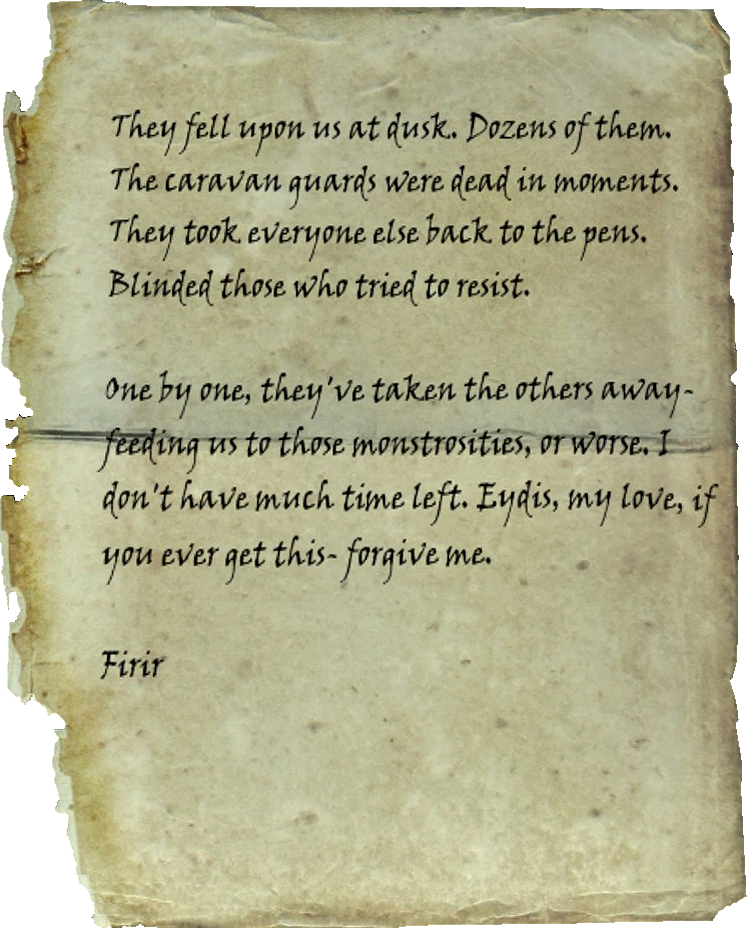 They fell upon us at dusk. Dozens of them.
The caravan guards were dead in moments.
They took everyone else back to the pens.
Blinded those who tried to resist.
One by one, they've taken the others away-
feeding us to those monstrosities, or worse. I
don't have much time left. Eydis, my love, if
you ever get this- forgive me.
Firir